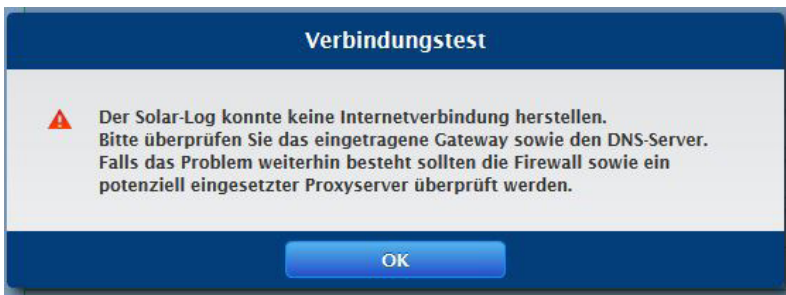 Verbindungstest
Der Solar-Log konnte keine Internetverbindung herstellen.
Bitte überprüfen Sie das eingetragene Gateway sowie den DNS-Server.
Falls das Problem weiterhin besteht sollten die Firewall sowie ein
potenziell eingesetzter Proxyserver überprüft werden.
OK